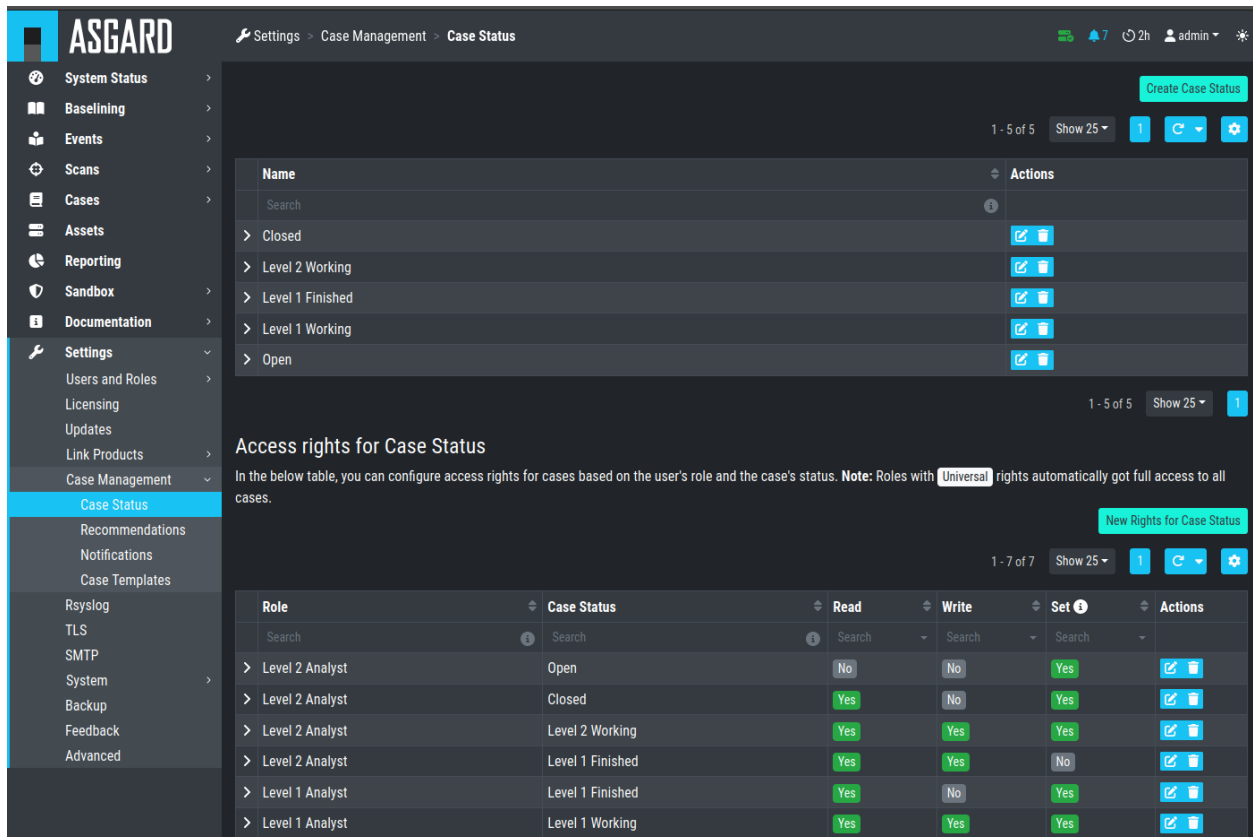 ASGARD
Settings > Case Management > Case Status
7 2h admin
System Status
Baselining
Events
Scans
Cases
Assets
Reporting
Sandbox
Documentation
Settings
Users and Roles
Licensing
Updates
Link Products
Case Management
Case Status
Recommendations
Notifications
Case Templates
Rsyslog
TLS
SMTP
System
Backup
Feedback
Advanced
Create Case Status
1 - 5 of 5 Show 25 1
Name Actions
Search
Closed
Level 2 Working
Level 1 Finished
Level 1 Working
Open
1 - 5 of 5 Show 25 1
Access rights for Case Status
In the below table, you can configure access rights for cases based on the user's role and the case's status. Note: Roles with Universal rights automatically got full access to all
cases.
New Rights for Case Status
1 - 7 of 7 Show 25 1
Role Case Status Read Write Set Actions
Search Search Search Search Search
Level 2 Analyst Open No No Yes
Level 2 Analyst Closed Yes No Yes
Level 2 Analyst Level 2 Working Yes Yes Yes
Level 2 Analyst Level 1 Finished Yes Yes No
Level 1 Analyst Level 1 Finished Yes No Yes
Level 1 Analyst Level 1 Working Yes Yes Yes